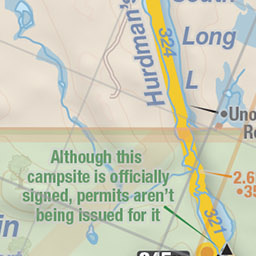 South
Long
L
Hurdman's
324
Uno
Re
Although this
campsite is officially
signed, permits aren't
being issued for it
2.6
35
321
in